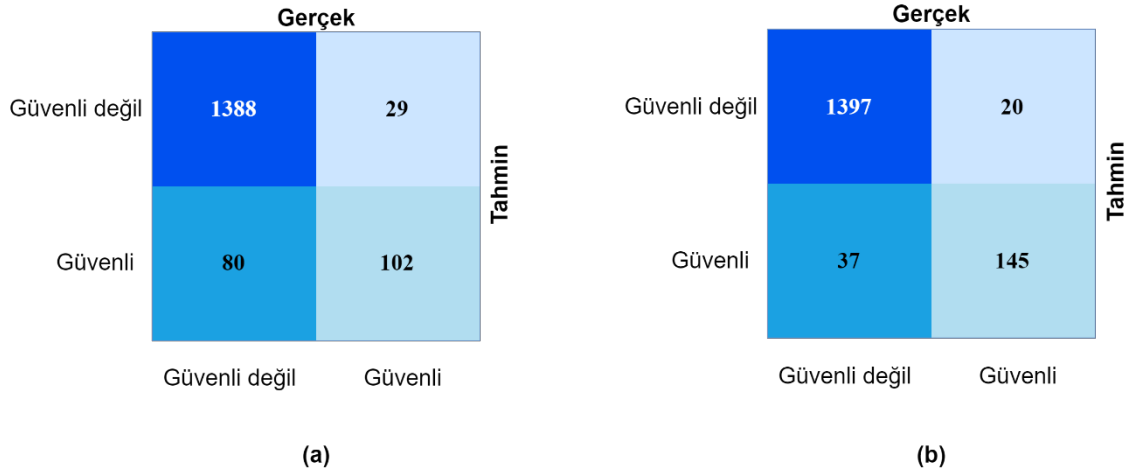 Gerçek
Güvenli değil
1388
29
Güvenli
80
102
Tahmin
Güvenli değil
Güvenli
(a)
Gerçek
Güvenli değil
1397
20
Güvenli
37
145
Tahmin
Güvenli değil
Güvenli
(b)